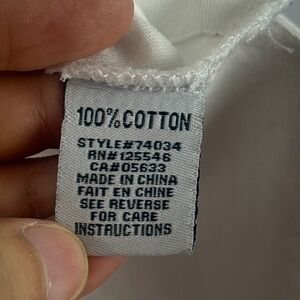 100% COTTON
STYLE#74034
RN#125546
CA#05633
MADE IN CHINA
FAIT EN CHINE
SEE REVERSE
FOR CARE
INSTRUCTIONS